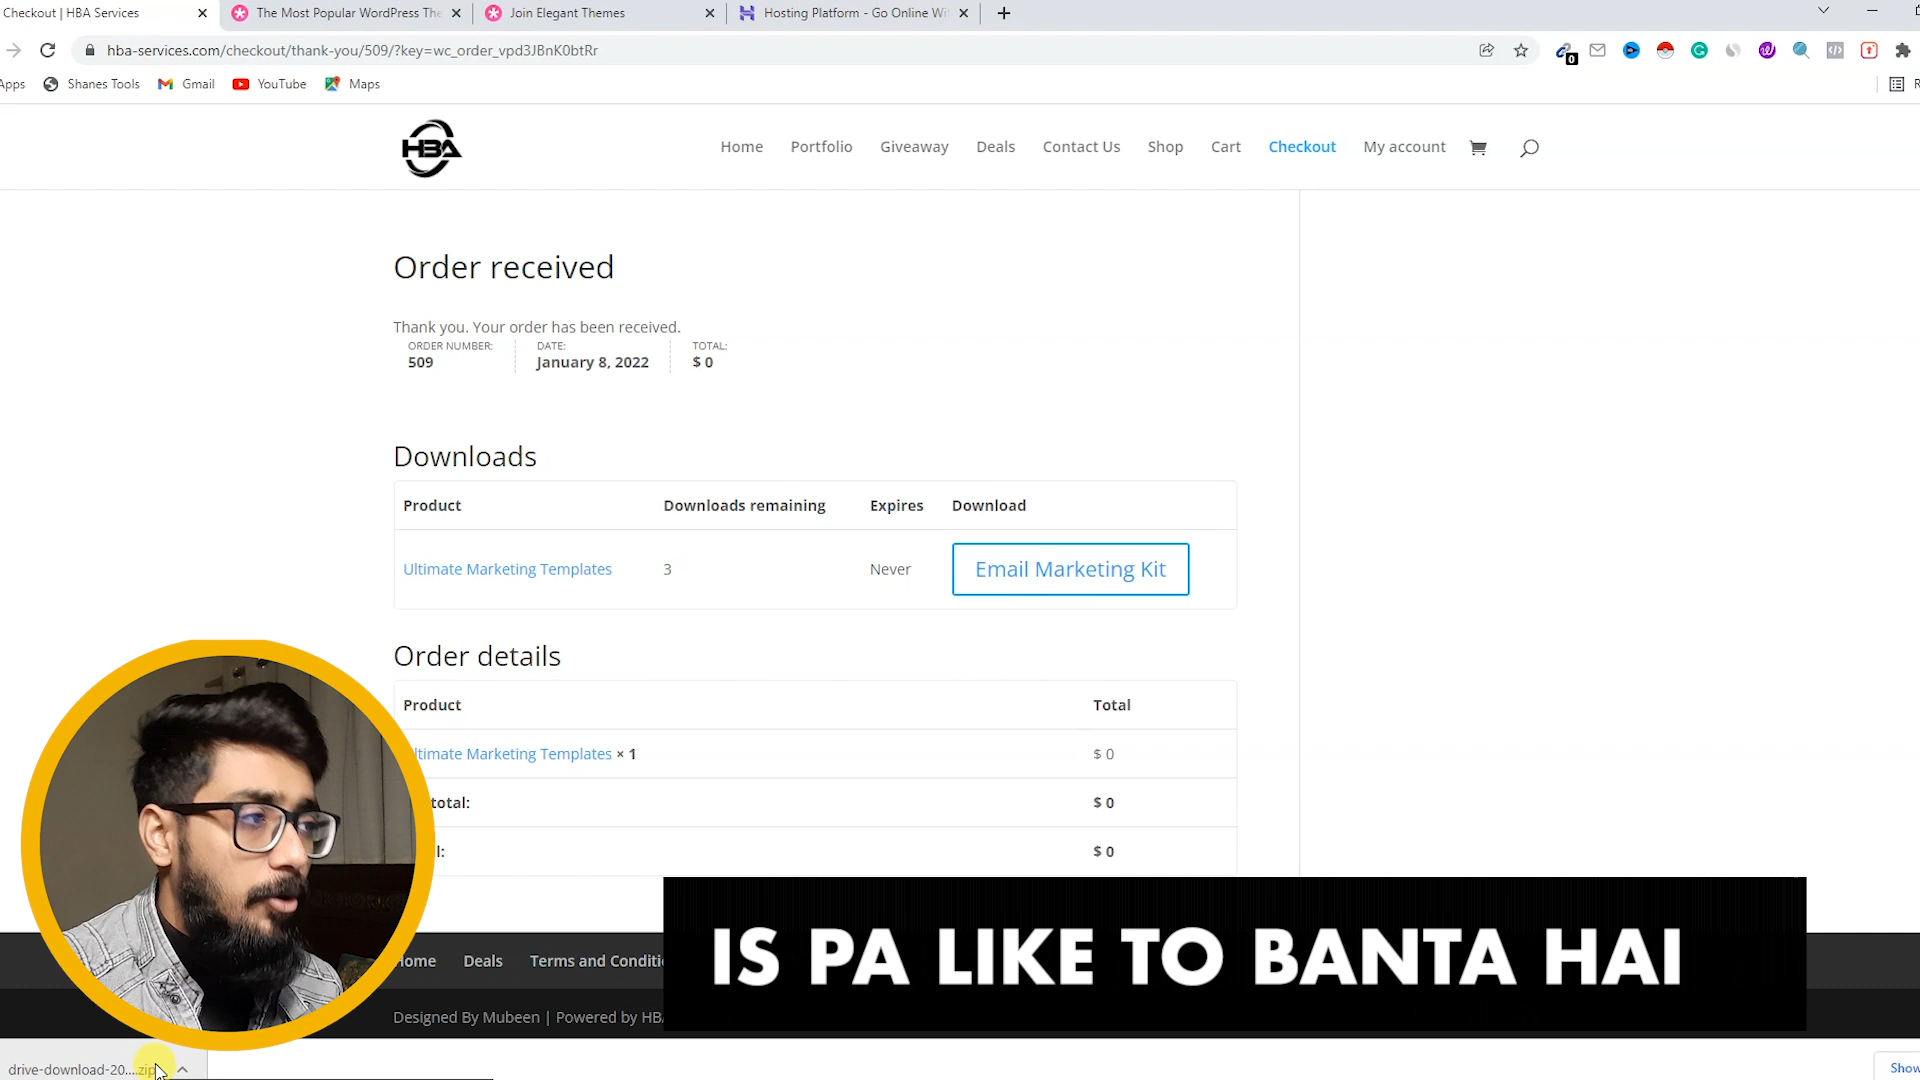 Checkout | HBA Services
The Most Popular WordPress The
Join Elegant Themes
Hosting Platform - Go Online Wi
hba-services.com/checkout/thank-you/509/?key=wc_order_vpd3JBnK0btRr
0
Apps
Shanes Tools
Gmail
YouTube
Maps
R
HBA
Home
Portfolio
Giveaway
Deals
Contact Us
Shop
Cart
Checkout
My account
Order received
Thank you. Your order has been received.
ORDER NUMBER:
509
DATE:
January 8, 2022
TOTAL:
$ 0
Downloads
Product Downloads remaining Expires Download
Ultimate Marketing Templates 3 Never Email Marketing Kit
Order details
Product Total
ltimate Marketing Templates × 1 $ 0
total: $ 0
l: $ 0
IS PA LIKE TO BANTA HAI
Home Deals Terms and Conditi
Designed By Mubeen | Powered by HBA
drive-download-20....zip
Show